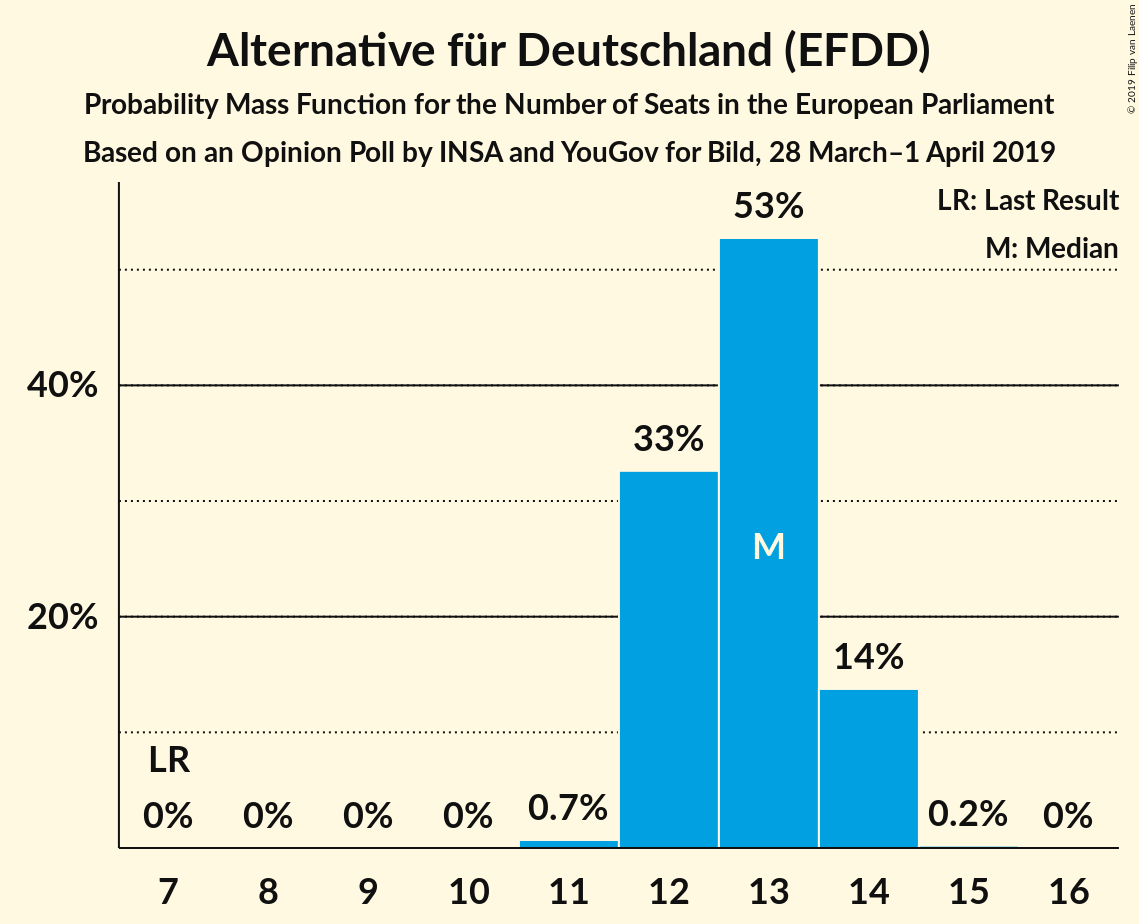 Alternative für Deutschland (EFDD)
Probability Mass Function for the Number of Seats in the European Parliament
Based on an Opinion Poll by INSA and YouGov for Bild, 28 March–1 April 2019
© 2019 Filip van Laenen
LR: Last Result
M: Median
53%
40%
33%
M
20%
14%
LR
0% 0% 0% 0% 0.7% 0.2% 0%
7 8 9 10 11 12 13 14 15 16